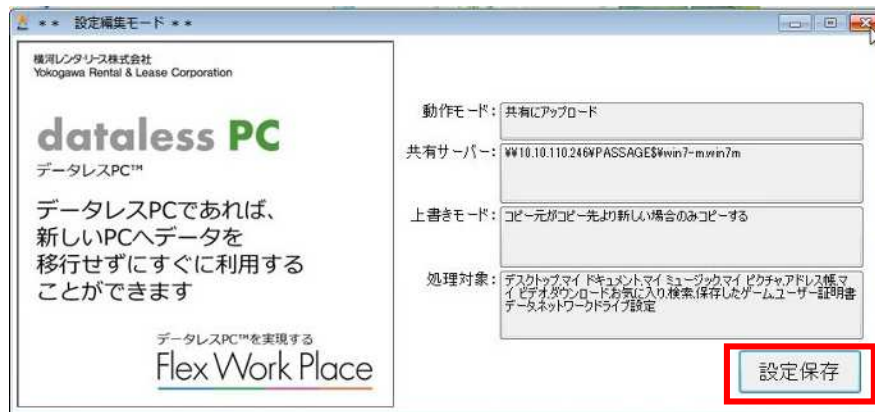 ＊＊ 設定編集モード ＊＊
横河レンタ・リース株式会社
Yokogawa Rental & Lease Corporation
dataless PC
データレスPC™
データレスPCであれば、
新しいPCへデータを
移行せずにすぐに利用する
ことができます
データレスPC™を実現する
Flex Work Place
動作モード： 共有にアップロード
共有サーバー： ¥¥10.10.110.246¥PASSAGE$¥win7-m.win7m
上書きモード： コピー元がコピー先より新しい場合のみコピーする
処理対象： デスクトップ,マイ ドキュメント,マイ ミュージック,マイ ピクチャ,アドレス帳,マ
イ ビデオ,ダウンロード,お気に入り,検索,保存したゲーム,ユーザー証明書
データ,ネットワークドライブ設定
設定保存